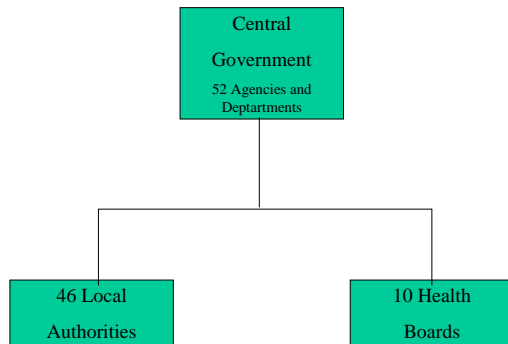 Central
Government
52 Agencies and
Deptartments
46 Local
Authorities
10 Health
Boards